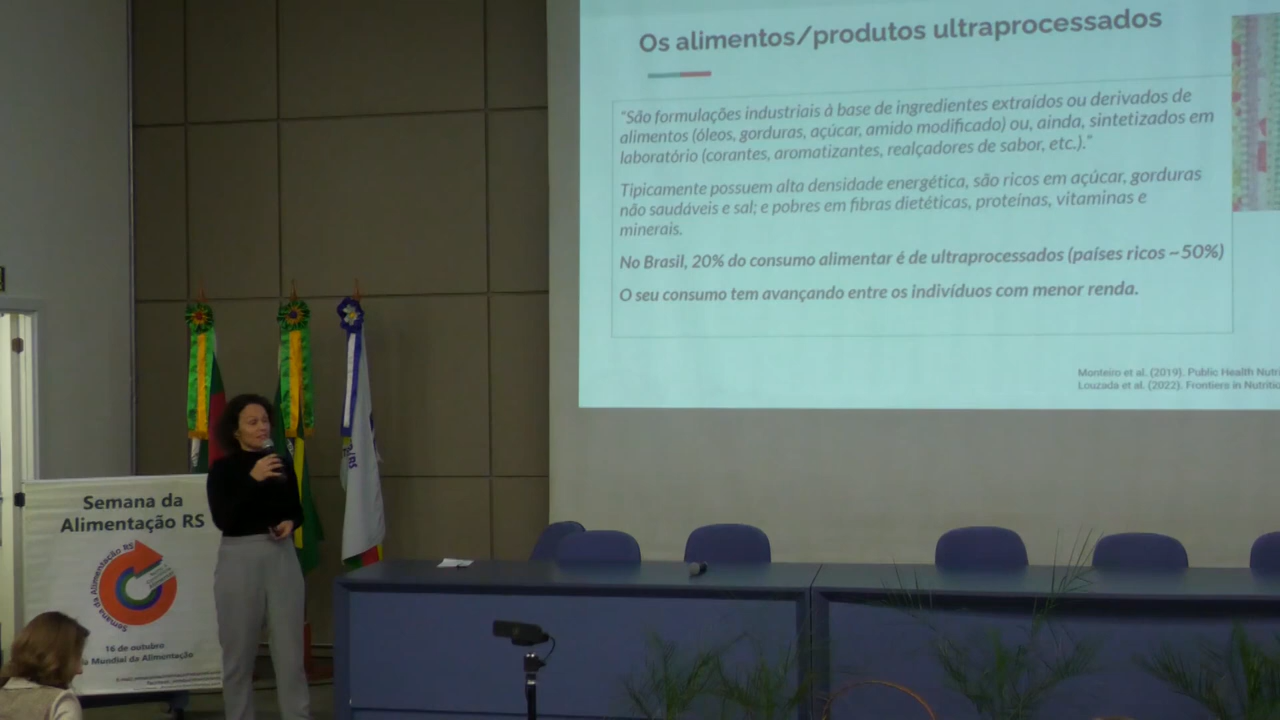 Os alimentos/produtos ultraprocessados
"São formulações industriais à base de ingredientes extraídos ou derivados de
alimentos (óleos, gorduras, açúcar, amido modificado) ou, ainda, sintetizados em
laboratório (corantes, aromatizantes, realçadores de sabor, etc.)."
Tipicamente possuem alta densidade energética, são ricos em açúcar, gorduras
não saudáveis e sal; e pobres em fibras dietéticas, proteínas, vitaminas e
minerais.
No Brasil, 20% do consumo alimentar é de ultraprocessados (países ricos ~50%)
O seu consumo tem avançando entre os indivíduos com menor renda.
Monteiro et al. (2019). Public Health Nutri
Louzada et al. (2022). Frontiers in Nutritio
Semana da
Alimentação RS
Semana da Alimentação RS
16 de outubro
Mundial da Alimentação